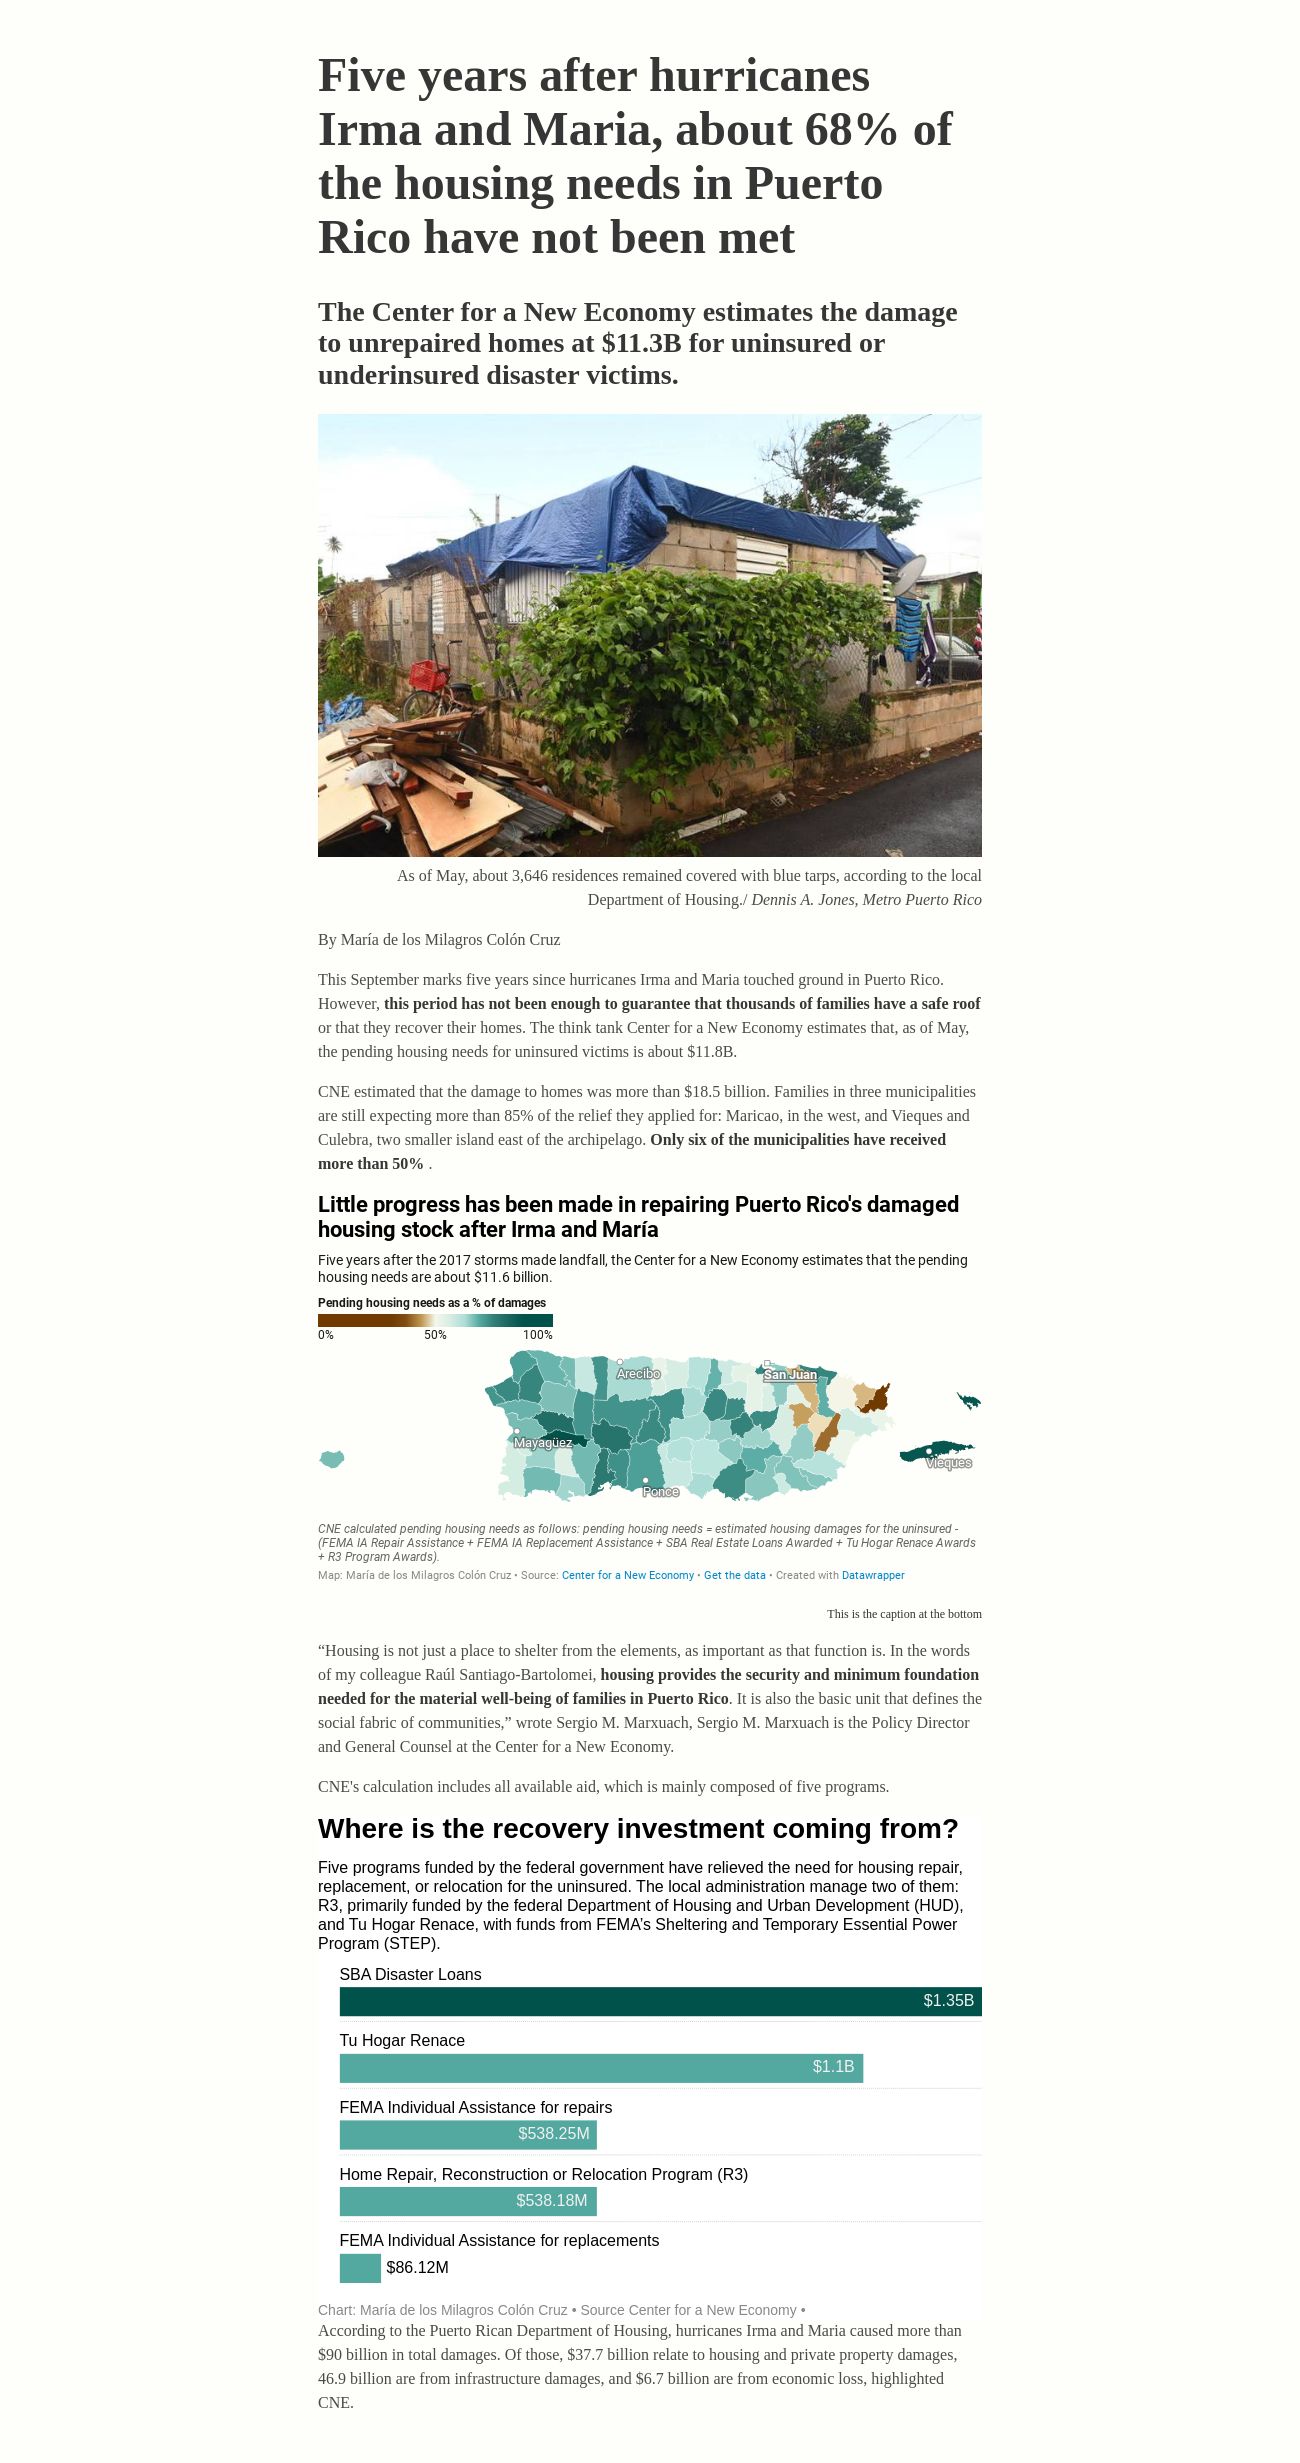 Five years after hurricanes
Irma and Maria, about 68% of
the housing needs in Puerto
Rico have not been met
The Center for a New Economy estimates the damage
to unrepaired homes at $11.3B for uninsured or
underinsured disaster victims.
As of May, about 3,646 residences remained covered with blue tarps, according to the local
Department of Housing./ Dennis A. Jones, Metro Puerto Rico
By María de los Milagros Colón Cruz
This September marks five years since hurricanes Irma and Maria touched ground in Puerto Rico.
However, this period has not been enough to guarantee that thousands of families have a safe roof
or that they recover their homes. The think tank Center for a New Economy estimates that, as of May,
the pending housing needs for uninsured victims is about $11.8B.
CNE estimated that the damage to homes was more than $18.5 billion. Families in three municipalities
are still expecting more than 85% of the relief they applied for: Maricao, in the west, and Vieques and
Culebra, two smaller island east of the archipelago. Only six of the municipalities have received
more than 50% .
Little progress has been made in repairing Puerto Rico's damaged
housing stock after Irma and María
Five years after the 2017 storms made landfall, the Center for a New Economy estimates that the pending
housing needs are about $11.6 billion.
Pending housing needs as a % of damages
0% 50% 100%
Arecibo
San Juan
Mayagüez
Vieques
Ponce
CNE calculated pending housing needs as follows: pending housing needs = estimated housing damages for the uninsured -
(FEMA IA Repair Assistance + FEMA IA Replacement Assistance + SBA Real Estate Loans Awarded + Tu Hogar Renace Awards
+ R3 Program Awards).
Map: María de los Milagros Colón Cruz • Source: Center for a New Economy • Get the data • Created with Datawrapper
This is the caption at the bottom
“Housing is not just a place to shelter from the elements, as important as that function is. In the words
of my colleague Raúl Santiago-Bartolomei, housing provides the security and minimum foundation
needed for the material well-being of families in Puerto Rico. It is also the basic unit that defines the
social fabric of communities,” wrote Sergio M. Marxuach, Sergio M. Marxuach is the Policy Director
and General Counsel at the Center for a New Economy.
CNE's calculation includes all available aid, which is mainly composed of five programs.
Where is the recovery investment coming from?
Five programs funded by the federal government have relieved the need for housing repair,
replacement, or relocation for the uninsured. The local administration manage two of them:
R3, primarily funded by the federal Department of Housing and Urban Development (HUD),
and Tu Hogar Renace, with funds from FEMA’s Sheltering and Temporary Essential Power
Program (STEP).
SBA Disaster Loans
$1.35B
Tu Hogar Renace
$1.1B
FEMA Individual Assistance for repairs
$538.25M
Home Repair, Reconstruction or Relocation Program (R3)
$538.18M
FEMA Individual Assistance for replacements
$86.12M
Chart: María de los Milagros Colón Cruz • Source Center for a New Economy •
According to the Puerto Rican Department of Housing, hurricanes Irma and Maria caused more than
$90 billion in total damages. Of those, $37.7 billion relate to housing and private property damages,
46.9 billion are from infrastructure damages, and $6.7 billion are from economic loss, highlighted
CNE.